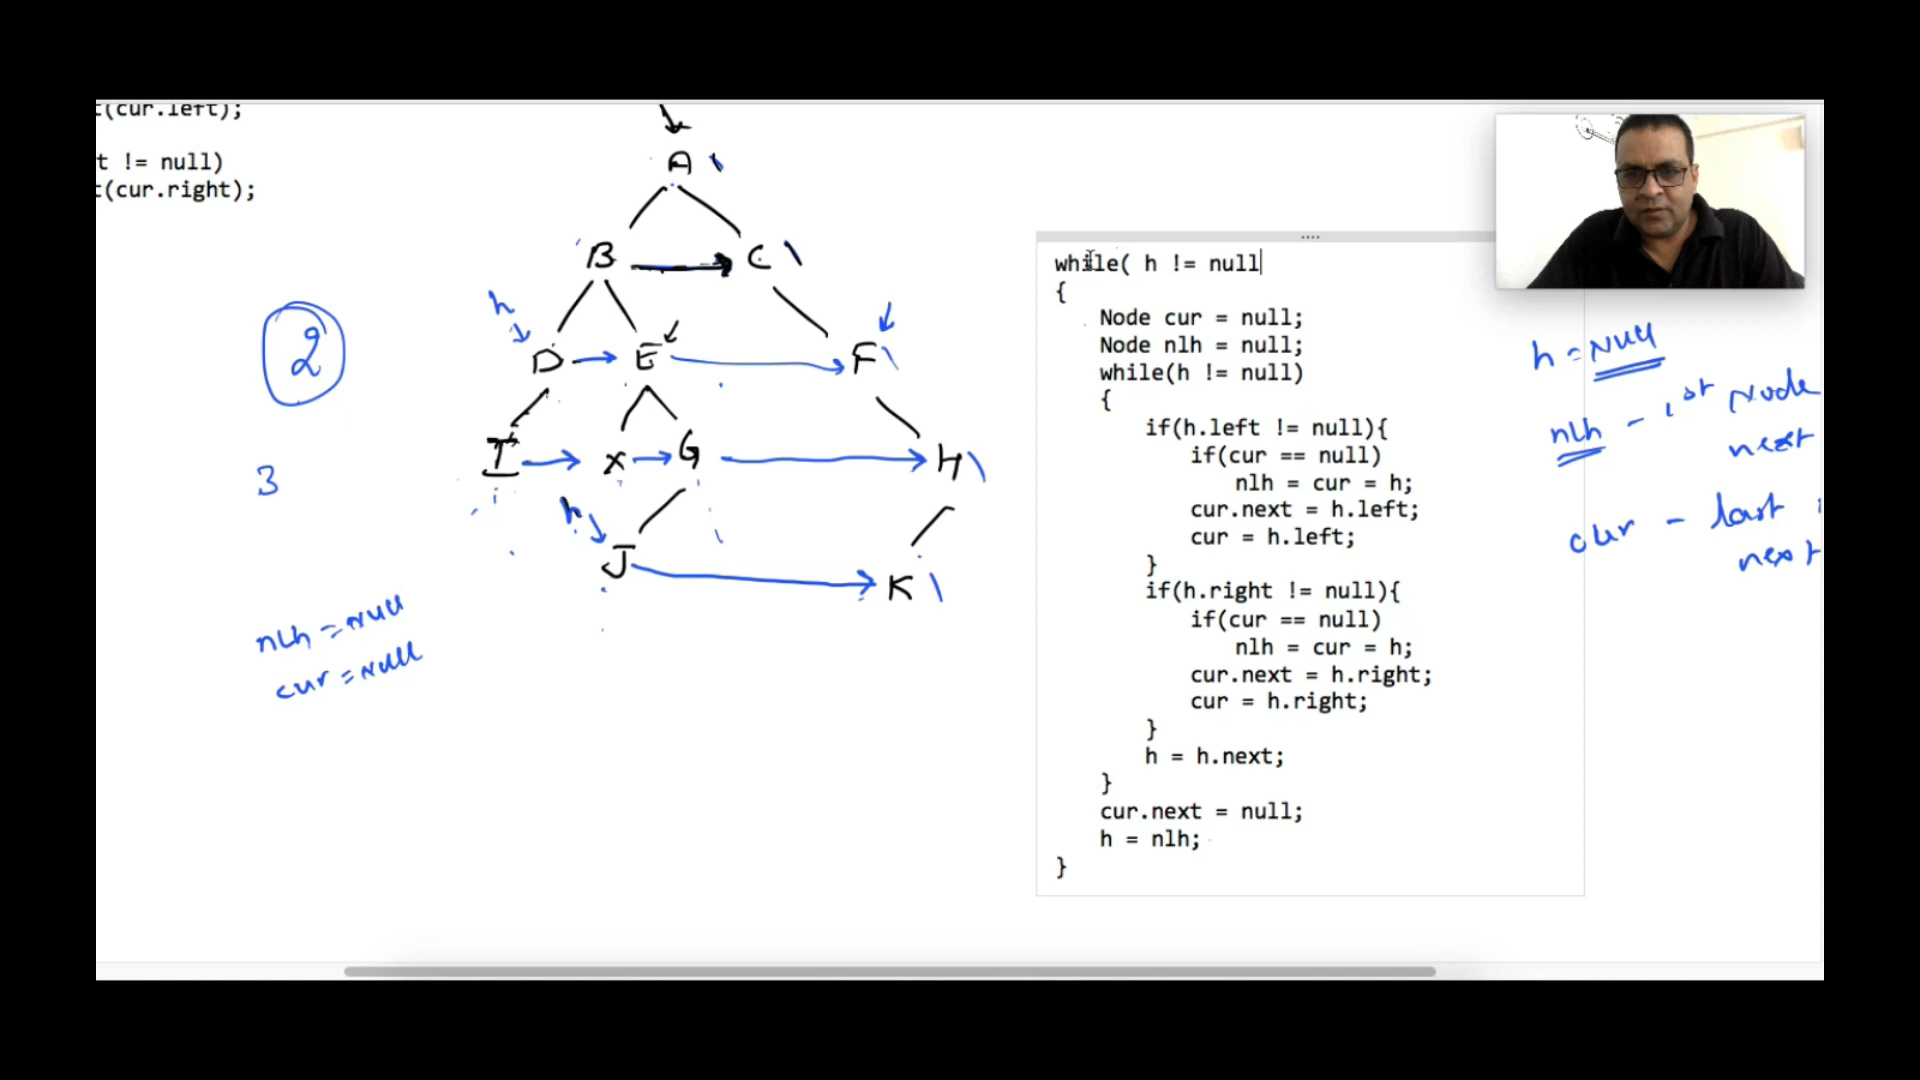 t(cur.left);
t != null)
t(cur.right);
A
B C
h
D E F
2
I X G H
3
h
J K
nlh = NULL
cur = NULL
while( h != null
{
Node cur = null;
Node nlh = null;
while(h != null)
{
if(h.left != null){
if(cur == null)
nlh = cur = h;
cur.next = h.left;
cur = h.left;
}
if(h.right != null){
if(cur == null)
nlh = cur = h;
cur.next = h.right;
cur = h.right;
}
h = h.next;
}
cur.next = null;
h = nlh;
}
h = NULL
nlh - 1st Node
next
cur - last
next